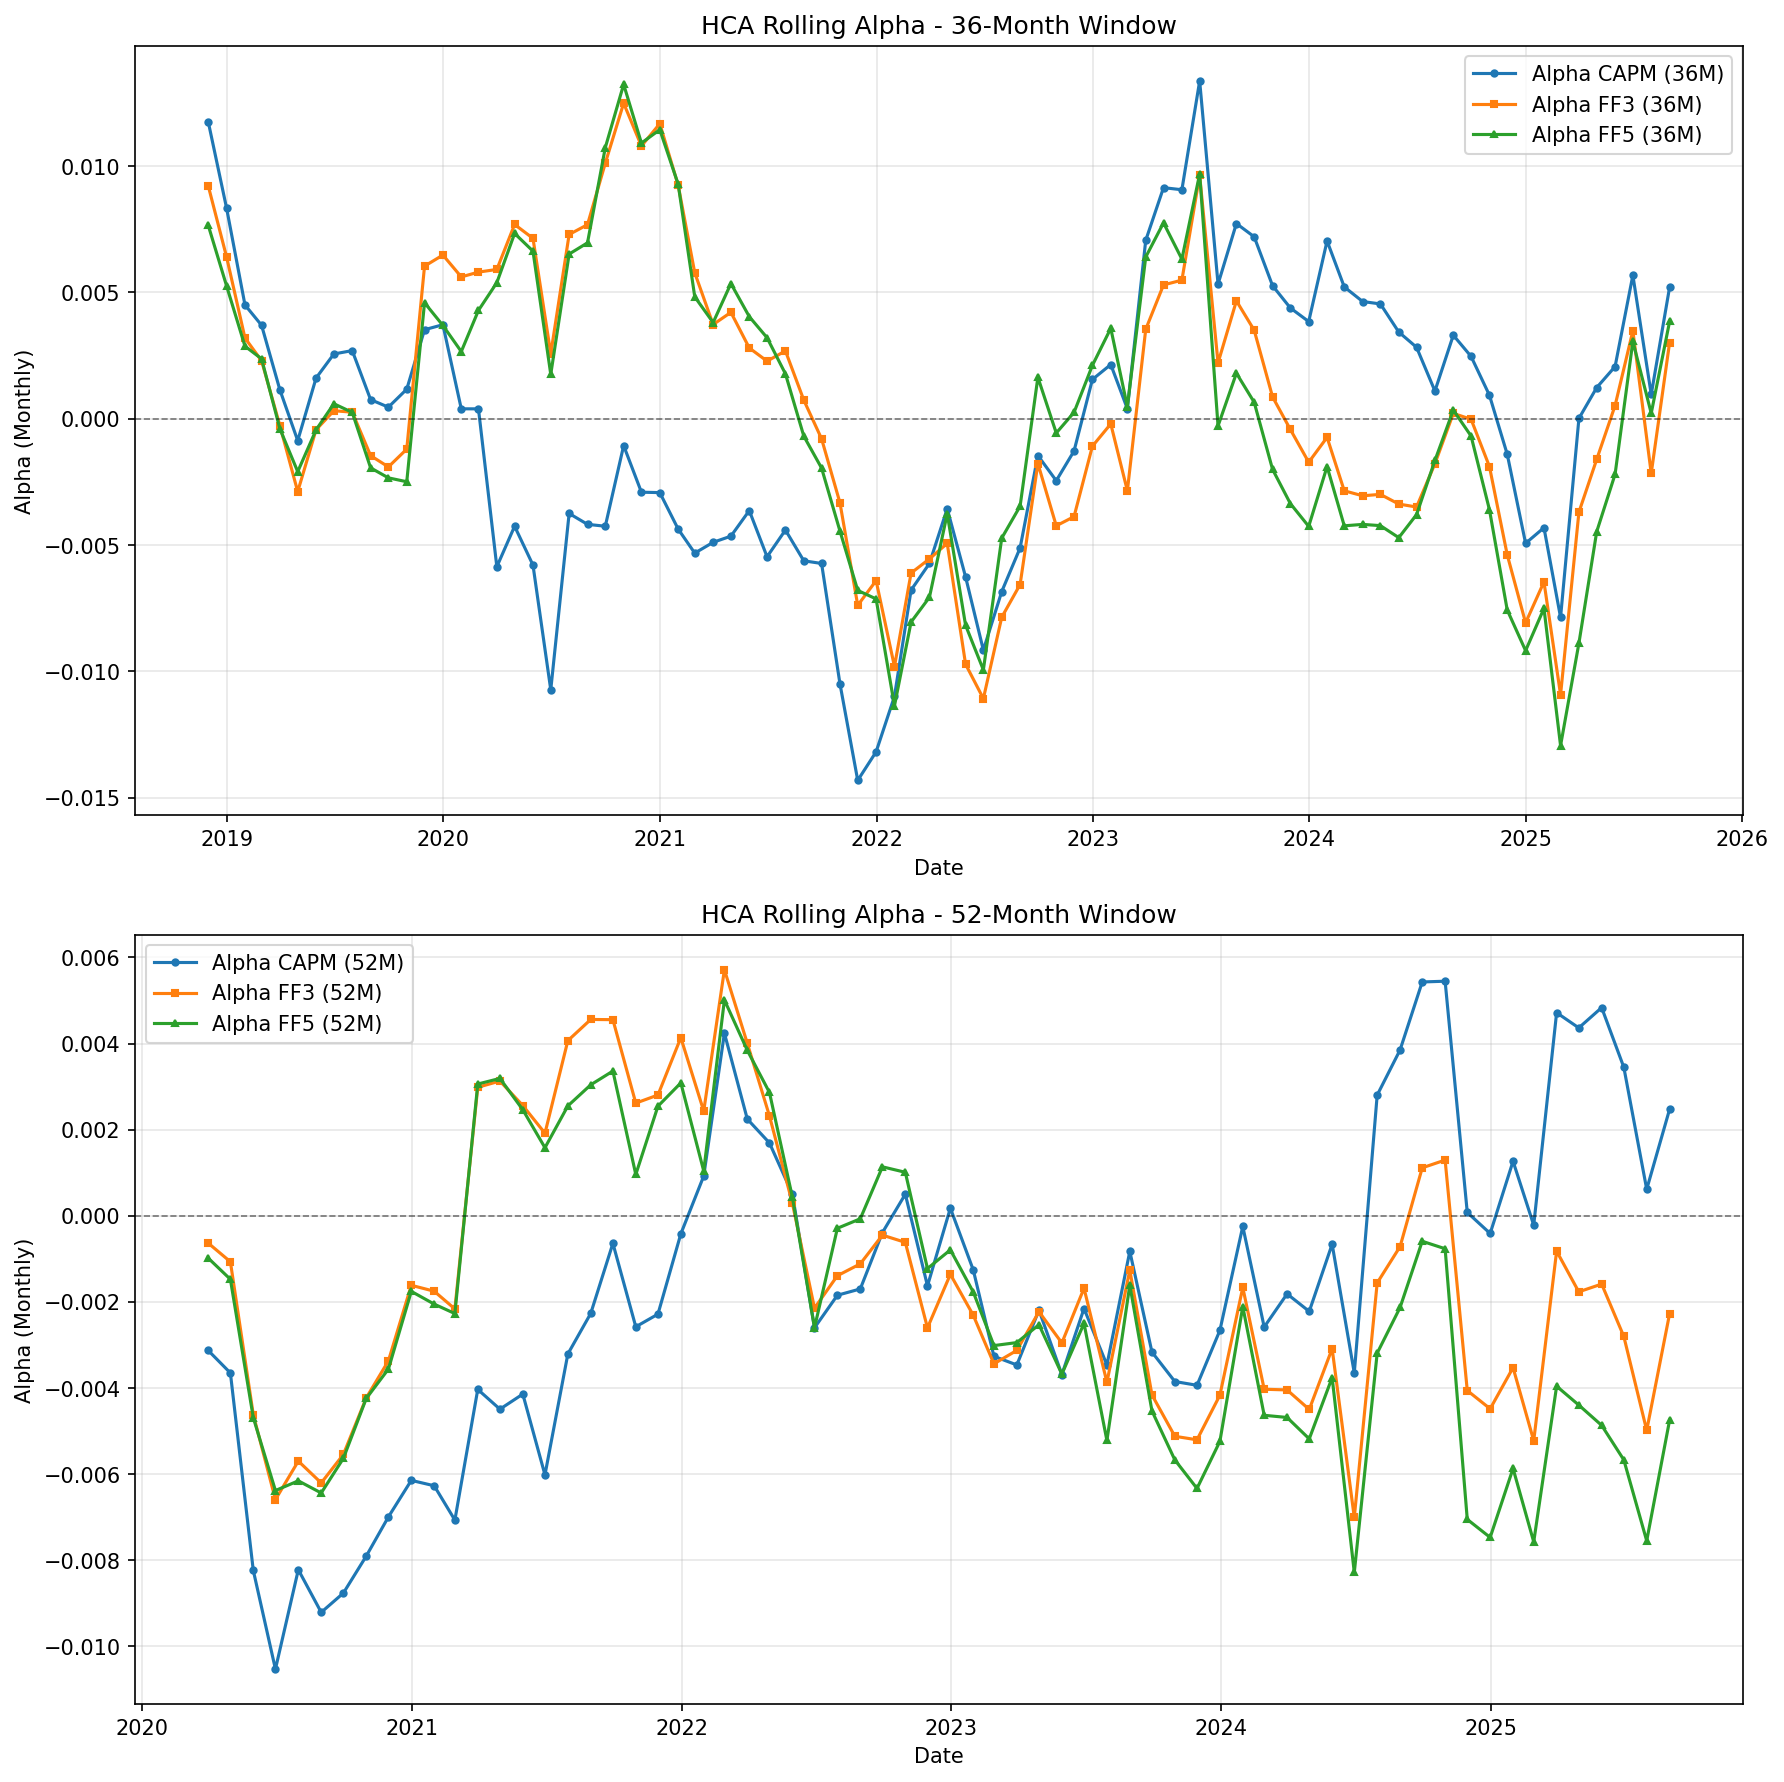 HCA Rolling Alpha - 36-Month Window
Alpha CAPM (36M)
Alpha FF3 (36M)
Alpha FF5 (36M)
Alpha (Monthly)
0.010
0.005
0.000
−0.005
−0.010
−0.015
2019 2020 2021 2022 2023 2024 2025 2026
Date
HCA Rolling Alpha - 52-Month Window
Alpha CAPM (52M)
Alpha FF3 (52M)
Alpha FF5 (52M)
Alpha (Monthly)
0.006
0.004
0.002
0.000
−0.002
−0.004
−0.006
−0.008
−0.010
2020 2021 2022 2023 2024 2025
Date